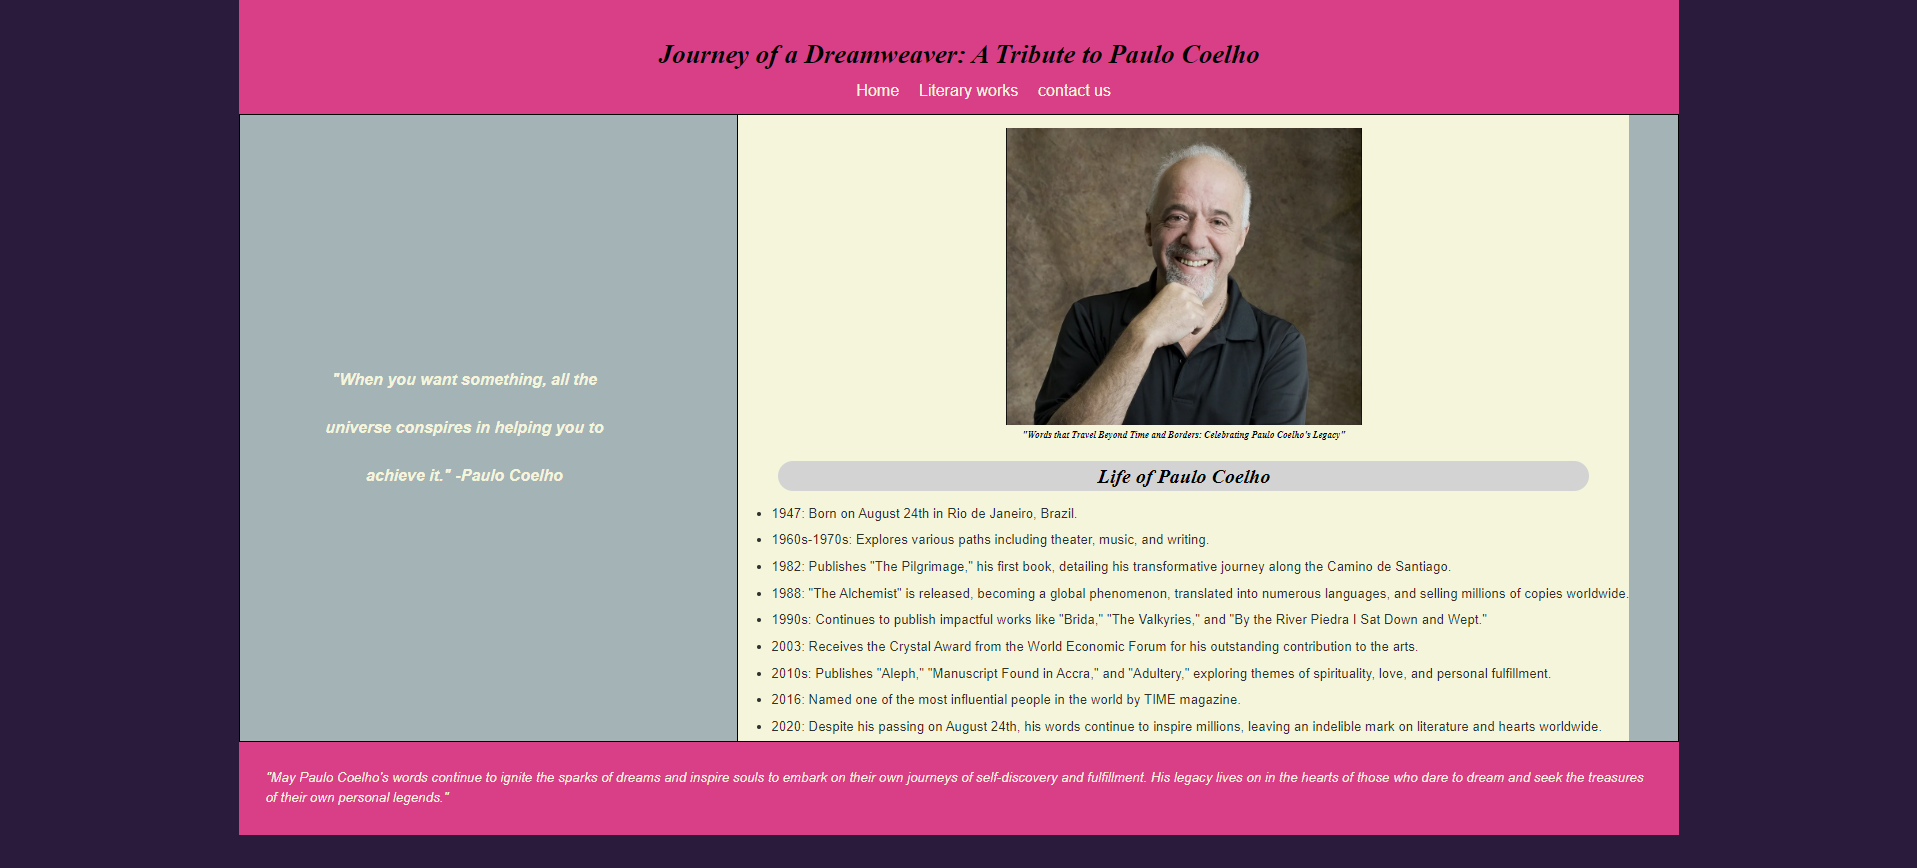 Journey of a Dreamweaver: A Tribute to Paulo Coelho
Home Literary works contact us
"When you want something, all the
universe conspires in helping you to
achieve it." -Paulo Coelho
"Words that Travel Beyond Time and Borders: Celebrating Paulo Coelho's Legacy"
Life of Paulo Coelho
• 1947: Born on August 24th in Rio de Janeiro, Brazil.
• 1960s-1970s: Explores various paths including theater, music, and writing.
• 1982: Publishes "The Pilgrimage," his first book, detailing his transformative journey along the Camino de Santiago.
• 1988: "The Alchemist" is released, becoming a global phenomenon, translated into numerous languages, and selling millions of copies worldwide.
• 1990s: Continues to publish impactful works like "Brida," "The Valkyries," and "By the River Piedra I Sat Down and Wept."
• 2003: Receives the Crystal Award from the World Economic Forum for his outstanding contribution to the arts.
• 2010s: Publishes "Aleph," "Manuscript Found in Accra," and "Adultery," exploring themes of spirituality, love, and personal fulfillment.
• 2016: Named one of the most influential people in the world by TIME magazine.
• 2020: Despite his passing on August 24th, his words continue to inspire millions, leaving an indelible mark on literature and hearts worldwide.
"May Paulo Coelho's words continue to ignite the sparks of dreams and inspire souls to embark on their own journeys of self-discovery and fulfillment. His legacy lives on in the hearts of those who dare to dream and seek the treasures
of their own personal legends."